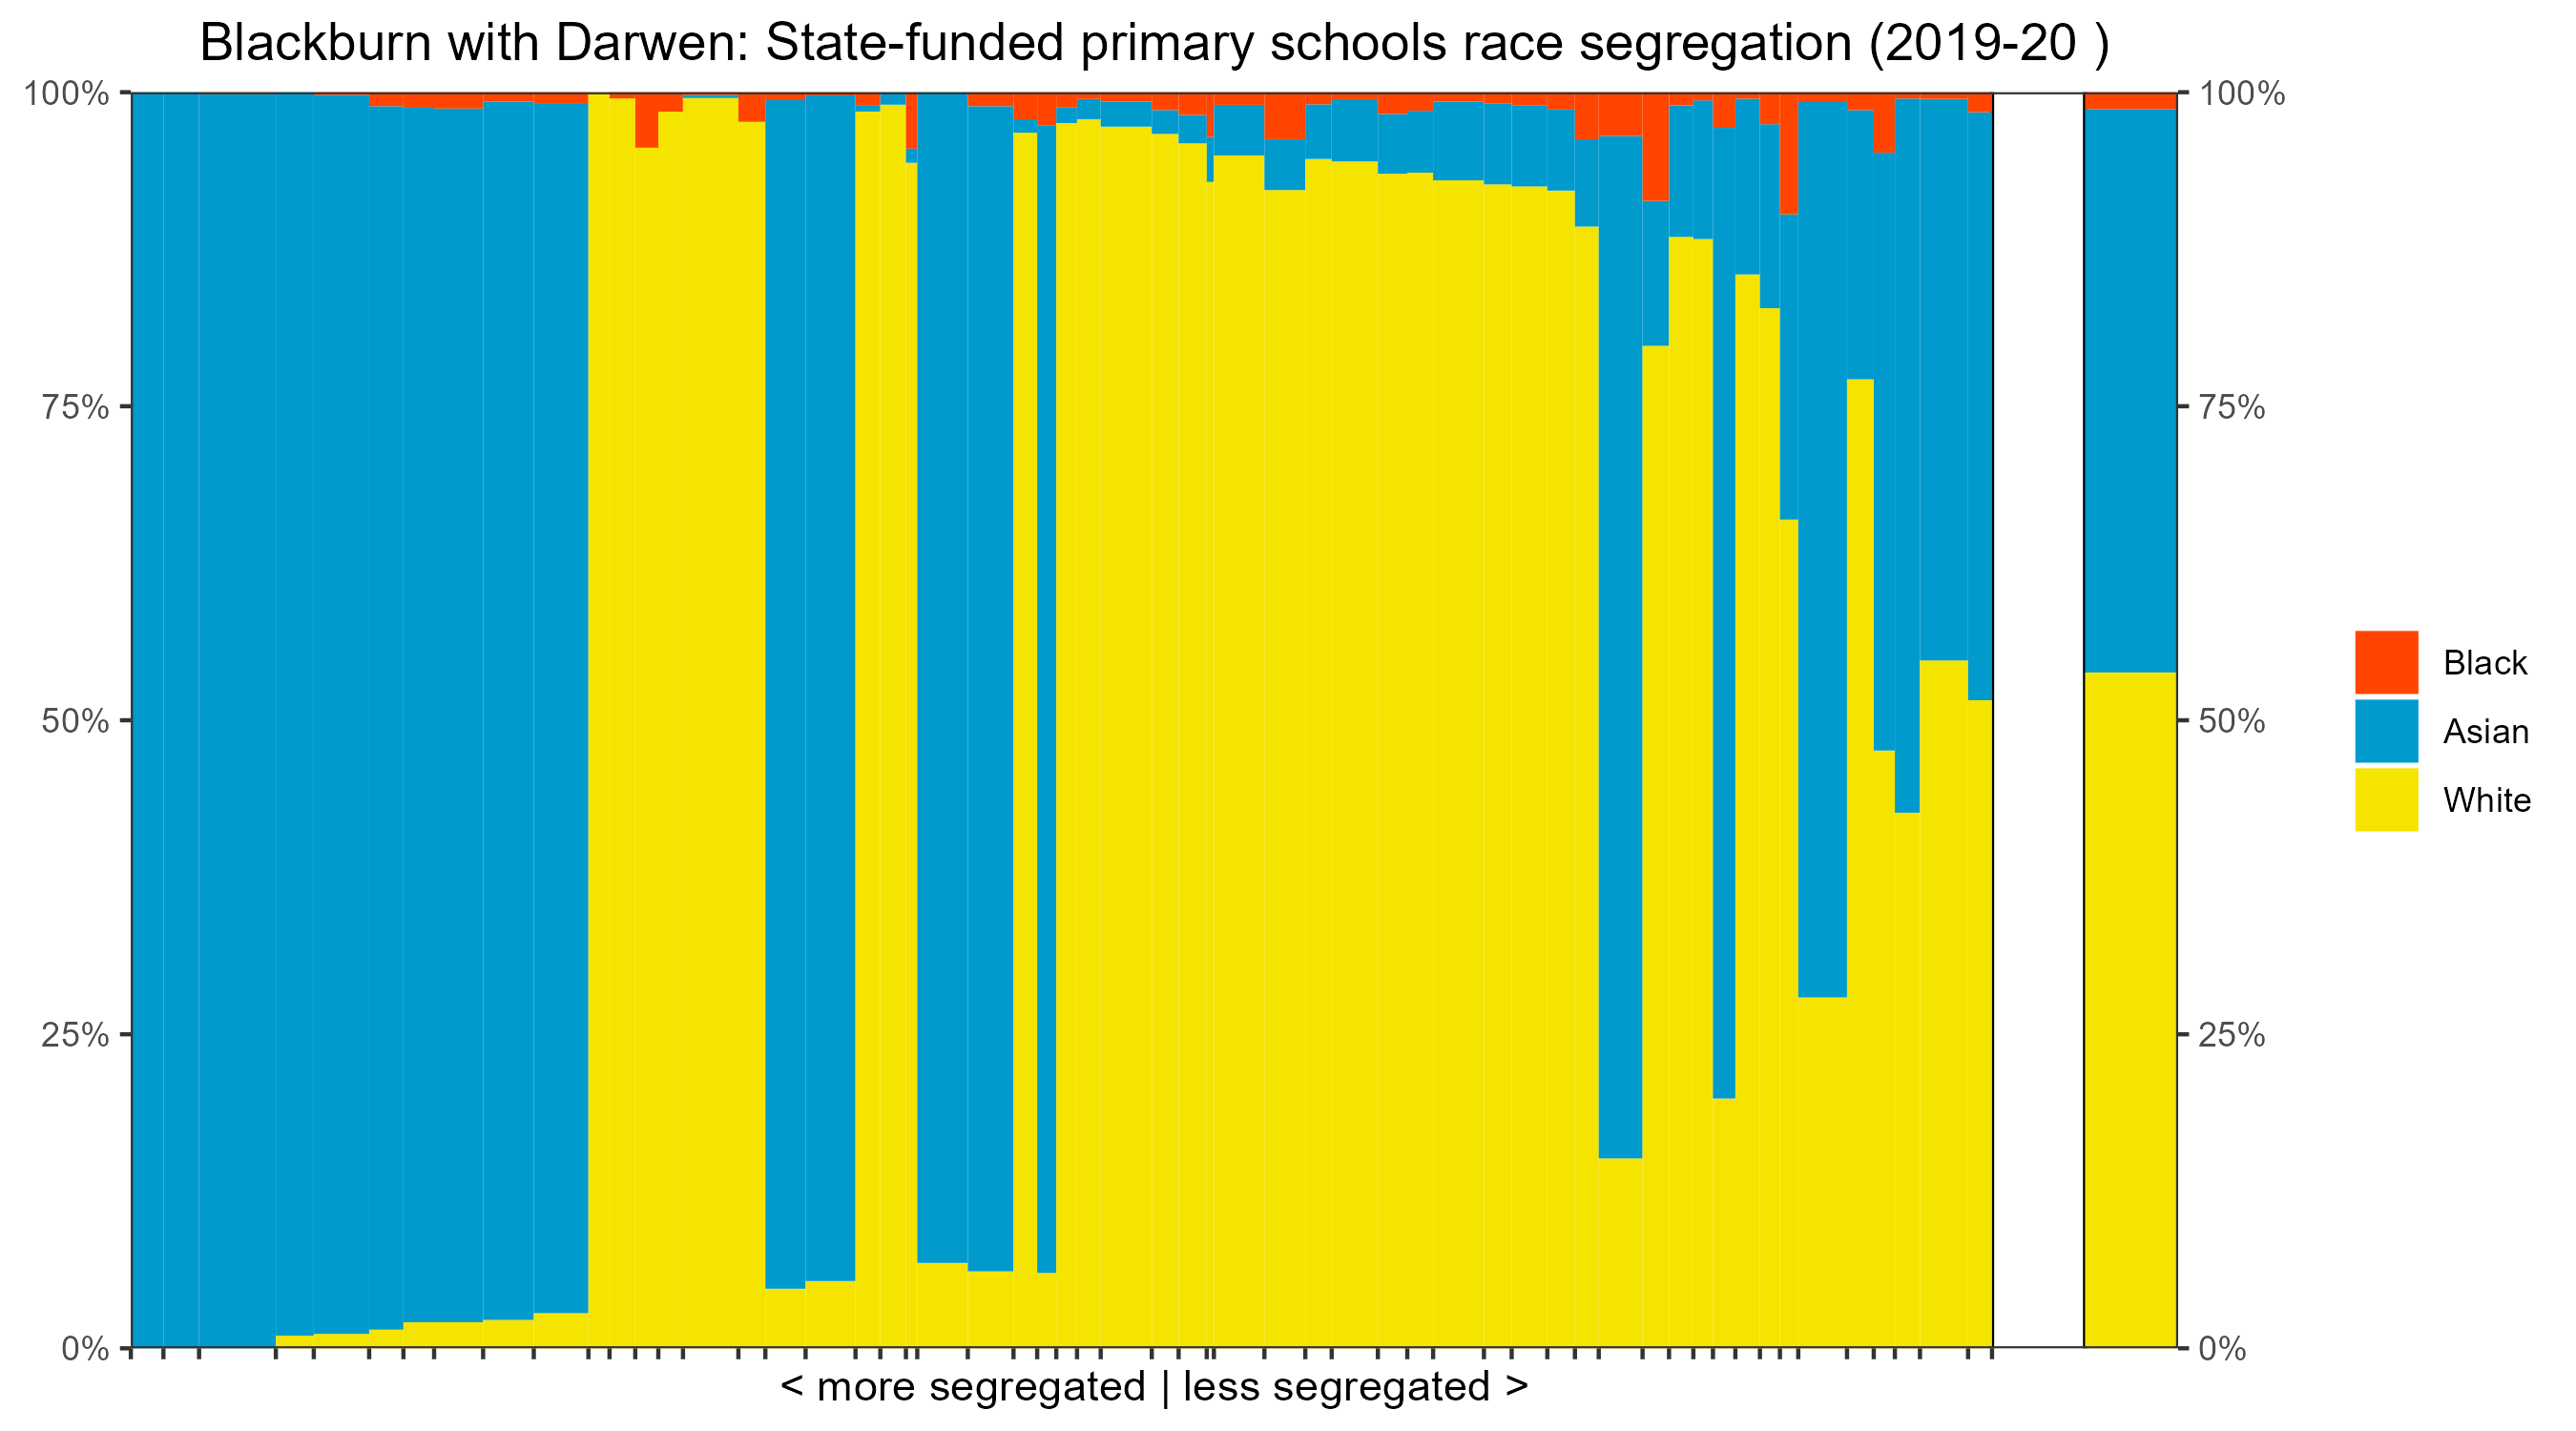 Blackburn with Darwen: State-funded primary schools race segregation (2019-20 )
100%
75%
50%
25%
0%
100%
75%
50%
25%
0%
Black
Asian
White
< more segregated | less segregated >